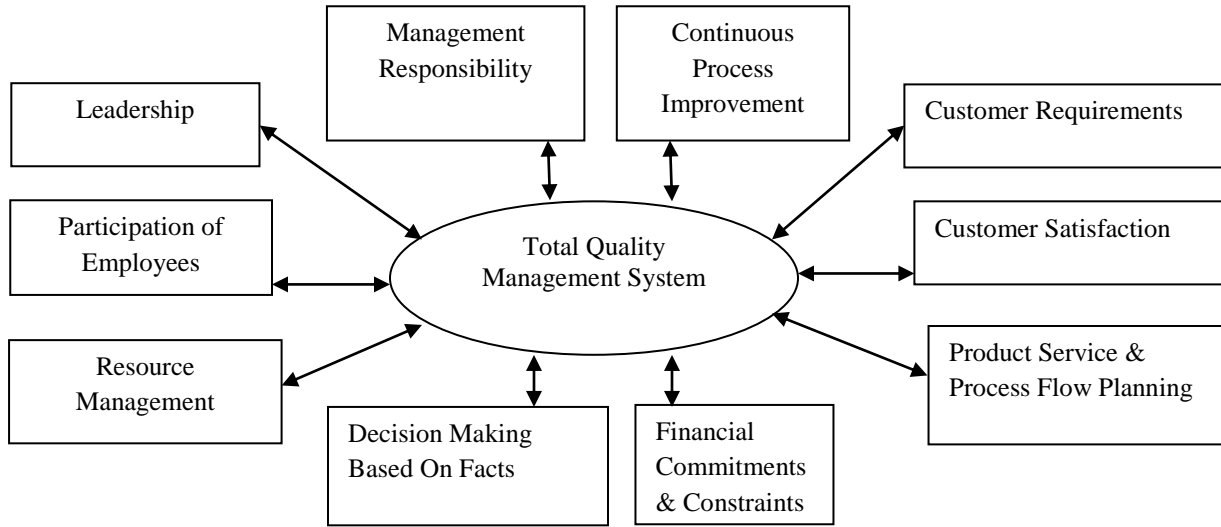 Management
Responsibility
Continuous
Process
Improvement
Leadership
Customer Requirements
Participation of
Employees
Total Quality
Management System
Customer Satisfaction
Resource
Management
Product Service &
Process Flow Planning
Decision Making
Based On Facts
Financial
Commitments
& Constraints